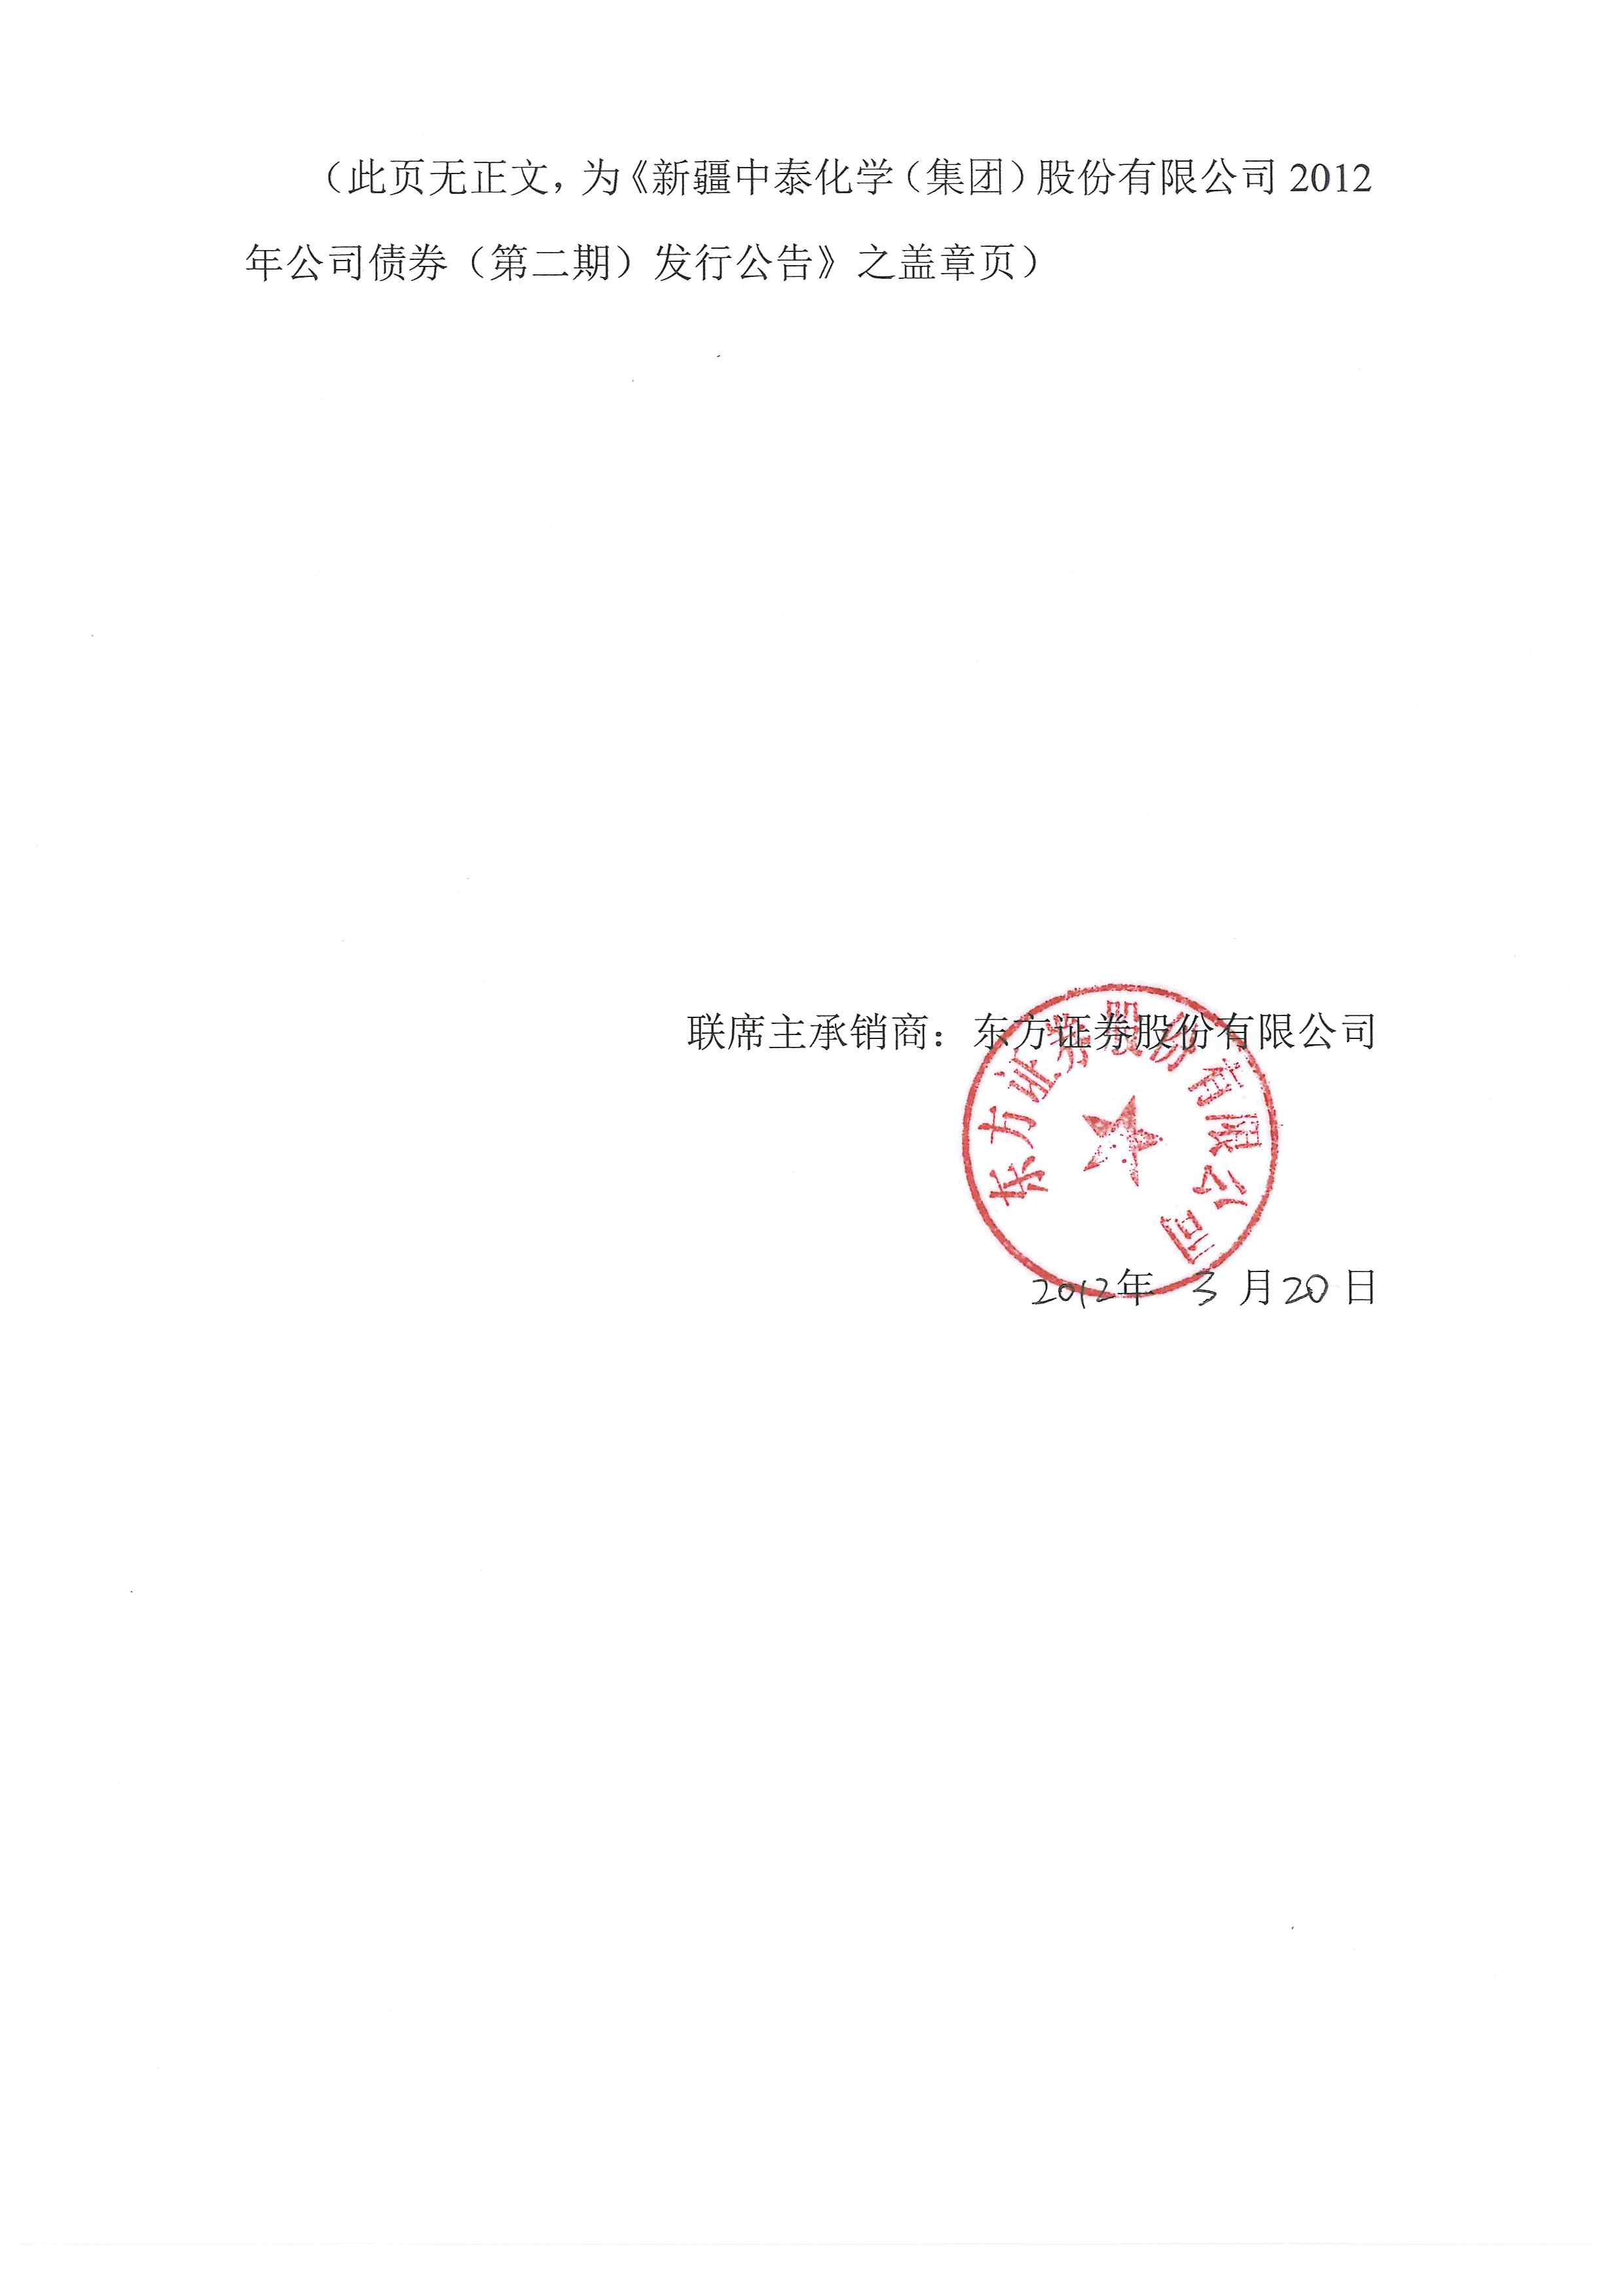 （此页无正文，为《新疆中泰化学（集团）股份有限公司 2012
年公司债券（第二期）发行公告》之盖章页）
联席主承销商：东方证券股份有限公司
东方证券股份有限公司
2012年 3 月20日